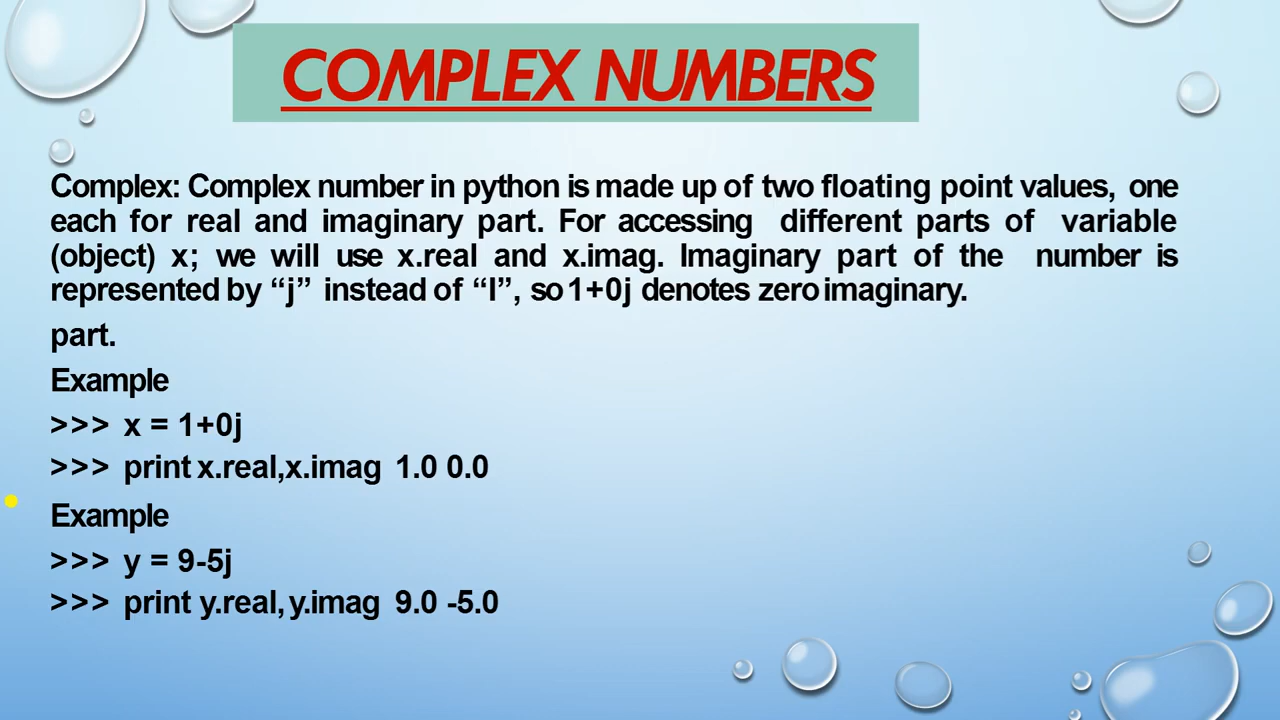 COMPLEX NUMBERS
Complex: Complex number in python is made up of two floating point values, one
each for real and imaginary part. For accessing different parts of variable
(object) x; we will use x.real and x.imag. Imaginary part of the number is
represented by “j” instead of “I”, so 1+0j denotes zero imaginary.
part.
Example
>>> x = 1+0j
>>> print x.real,x.imag 1.0 0.0
Example
>>> y = 9-5j
>>> print y.real, y.imag 9.0 -5.0